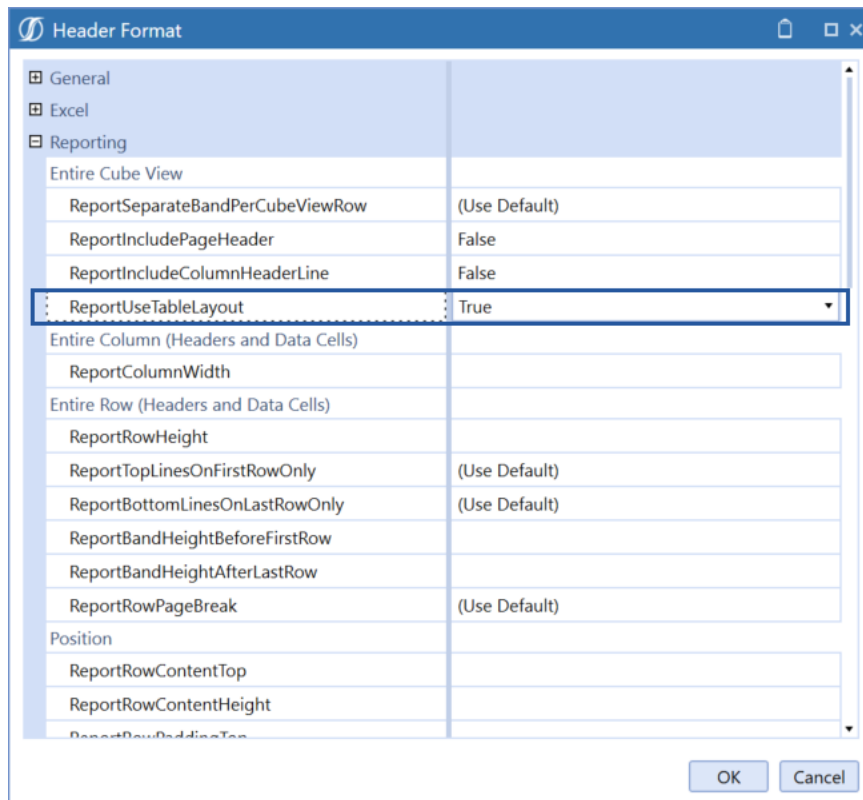 Header Format
General
Excel
Reporting
Entire Cube View
ReportSeparateBandPerCubeViewRow (Use Default)
ReportIncludePageHeader False
ReportIncludeColumnHeaderLine False
ReportUseTableLayout True
Entire Column (Headers and Data Cells)
ReportColumnWidth
Entire Row (Headers and Data Cells)
ReportRowHeight
ReportTopLinesOnFirstRowOnly (Use Default)
ReportBottomLinesOnLastRowOnly (Use Default)
ReportBandHeightBeforeFirstRow
ReportBandHeightAfterLastRow
ReportRowPageBreak (Use Default)
Position
ReportRowContentTop
ReportRowContentHeight
ReportRowPaddingTop
OK Cancel